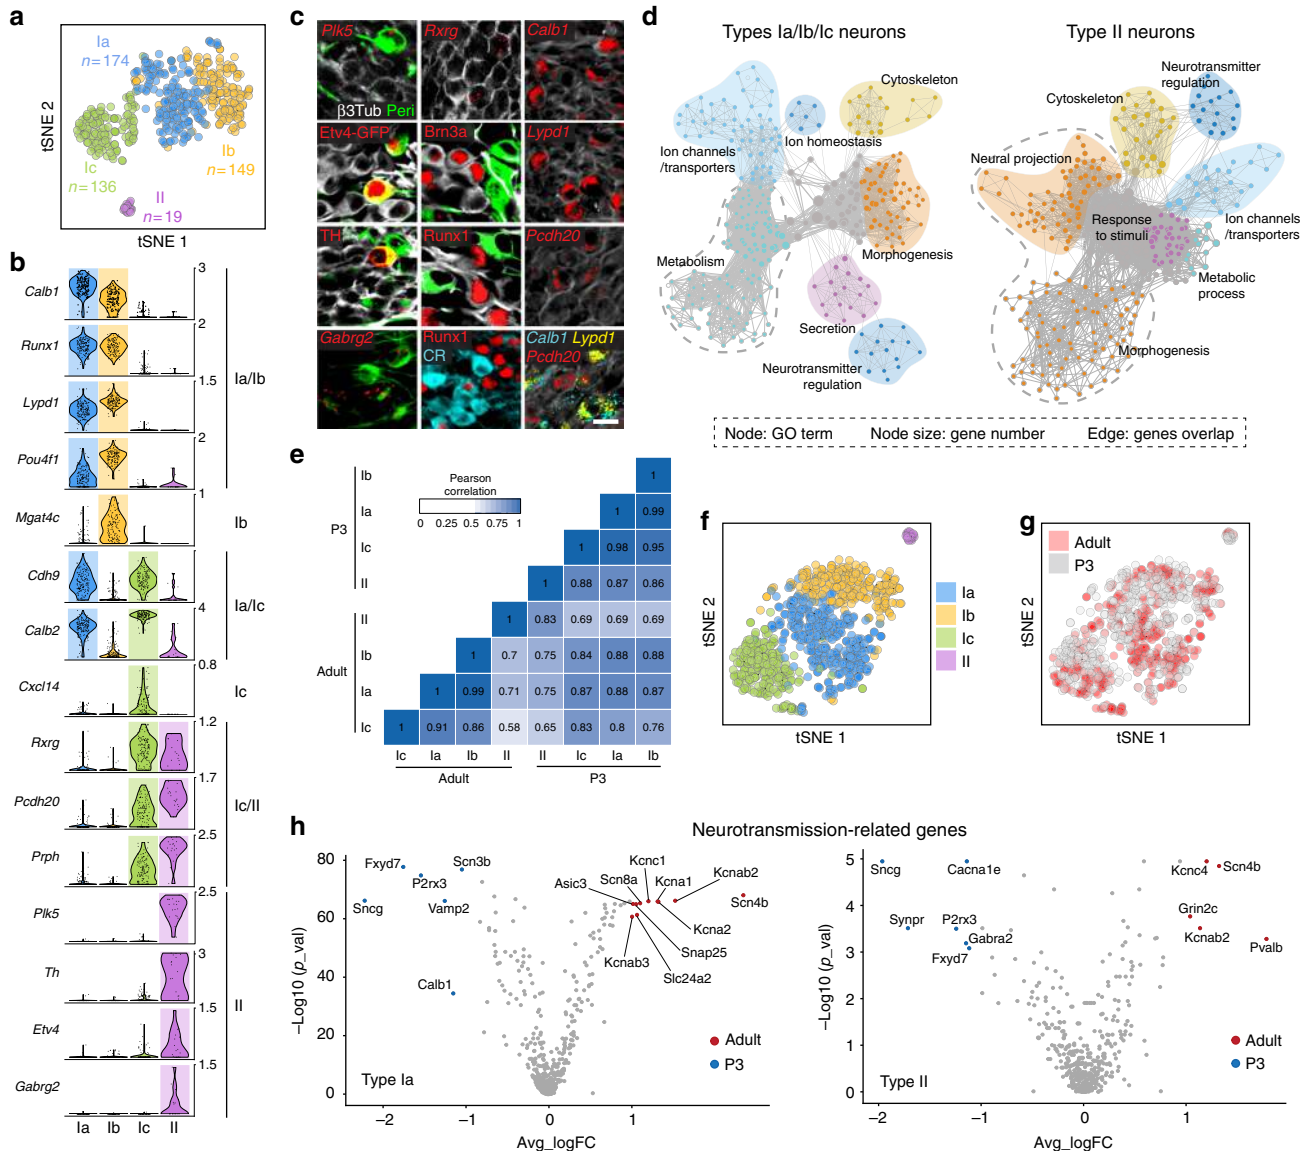 a
Ia
n=174
Ib
n=149
Ic
n=136
II
n=19
tSNE 1
tSNE 2
b
Calb1
3
Runx1
2
Lypd1
1.5
Pou4f1
2
Ia/Ib
Mgat4c
1
Ib
Cdh9
Calb2
4
Ia/Ic
Cxcl14
0.8
Ic
Rxrg
1.2
Pcdh20
1.7
Prph
2.5
Ic/II
Plk5
2.5
Th
3
Etv4
1.5
Gabrg2
1.5
II
Ia Ib Ic II
c
Plk5
β3Tub Peri
Rxrg
Calb1
Etv4-GFP
Brn3a
Lypd1
TH
Runx1
Pcdh20
Gabrg2
Runx1
CR
Calb1 Lypd1
Pcdh20
d
Types Ia/Ib/Ic neurons
Ion channels
/transporters
Ion homeostasis
Cytoskeleton
Metabolism
Morphogenesis
Secretion
Neurotransmitter
regulation
Type II neurons
Neurotransmitter
regulation
Cytoskeleton
Neural projection
Response
to stimuli
Ion channels
/transporters
Metabolic
process
Morphogenesis
Node: GO term Node size: gene number Edge: genes overlap
e
Pearson
correlation
0 0.25 0.5 0.75 1
P3
Adult
Ib 1
Ia 1 0.99
Ic 1 0.98 0.95
II 1 0.88 0.87 0.86
II 1 0.83 0.69 0.69 0.69
Ib 1 0.7 0.75 0.84 0.88 0.88
Ia 1 0.99 0.71 0.75 0.87 0.88 0.87
Ic 1 0.91 0.86 0.58 0.65 0.83 0.8 0.76
Ic Ia Ib II II Ic Ia Ib
Adult P3
f
tSNE 2
tSNE 1
Ia
Ib
Ic
II
g
Adult
P3
tSNE 2
tSNE 1
h
Neurotransmission-related genes
−Log10 (p_val)
80
60
40
20
0
Fxyd7
Scn3b
P2rx3
Sncg
Vamp2
Calb1
Asic3
Scn8a
Kcnc1
Kcna1
Kcnab2
Scn4b
Kcna2
Snap25
Kcnab3
Slc24a2
Adult
P3
Type Ia
−2 −1 0 1
Avg_logFC
−Log10 (p_val)
5
4
3
2
1
0
Sncg
Cacna1e
Kcnc4
Scn4b
Synpr
P2rx3
Gabra2
Fxyd7
Grin2c
Kcnab2
Pvalb
Adult
P3
Type II
−2 −1 0 1
Avg_logFC